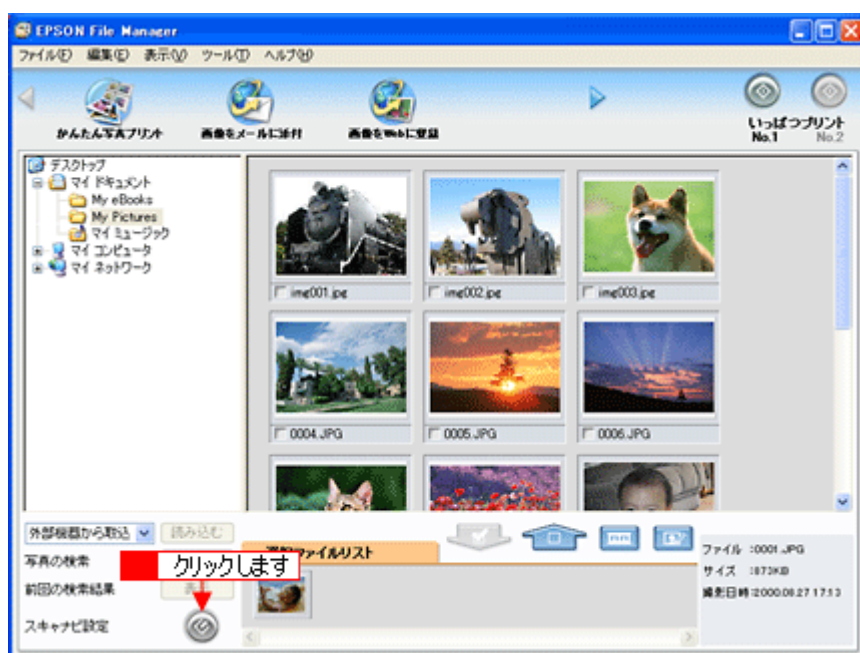 EPSON File Manager
ファイル(F) 編集(E) 表示(V) ツール(T) ヘルプ(H)
かんたん写真プリント 画像をメールに添付 画像をWebに登録 いっぱつプリント
No.1 No.2
デスクトップ
マイ ドキュメント
My eBooks
My Pictures
マイ ミュージック
マイ コンピュータ
マイ ネットワーク
img001.jpg img002.jpg img003.jpg
0004.JPG 0005.JPG 0006.JPG
外部機器から取込 読み込む
写真の検索
クリックします
ファイルリスト
前回の検索結果
スキャナビ設定
ファイル :0001.JPG
サイズ :873KB
撮影日時:2000.08.27 17:13